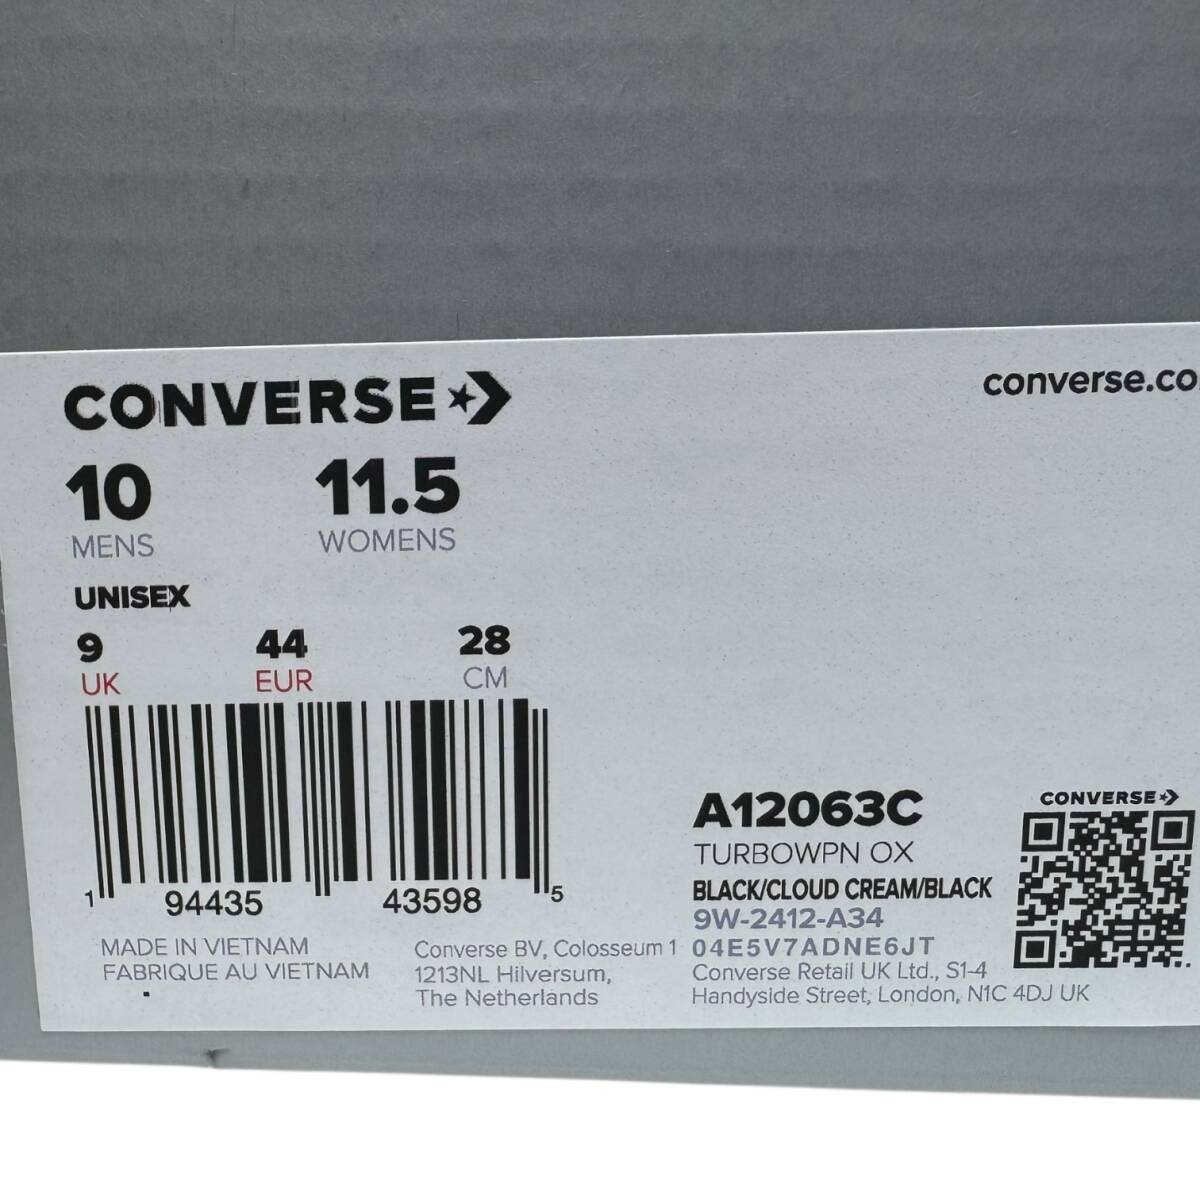 CONVERSE
converse.co
10 11.5
MENS WOMENS
UNISEX
9 44 28
UK EUR CM
1 94435 43598 5
MADE IN VIETNAM
FABRIQUE AU VIETNAM
Converse BV, Colosseum 1
1213NL Hilversum,
The Netherlands
A12063C
TURBOWPN OX
BLACK/CLOUD CREAM/BLACK
9W-2412-A34
04E5V7ADNE6JT
Converse Retail UK Ltd., S1-4
Handyside Street, London, N1C 4DJ UK
CONVERSE